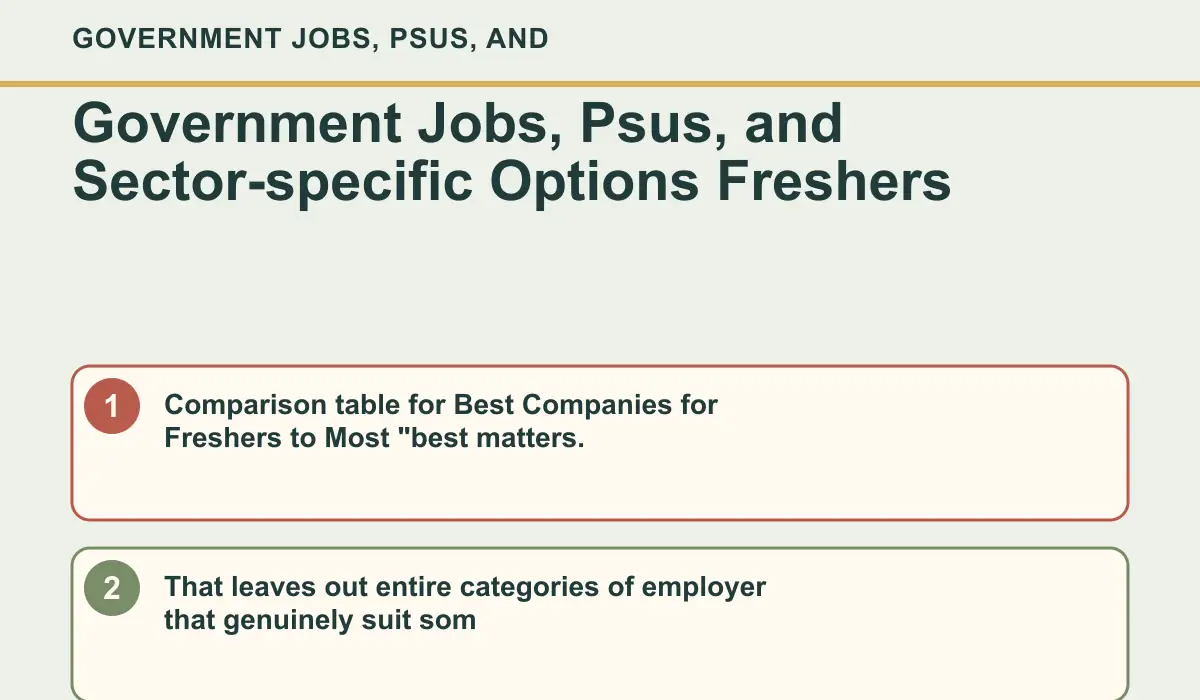 GOVERNMENT JOBS, PSUS, AND
Government Jobs, Psus, and
Sector-specific Options Freshers
1
Comparison table for Best Companies for
Freshers to Most "best matters.
2
That leaves out entire categories of employer
that genuinely suit som